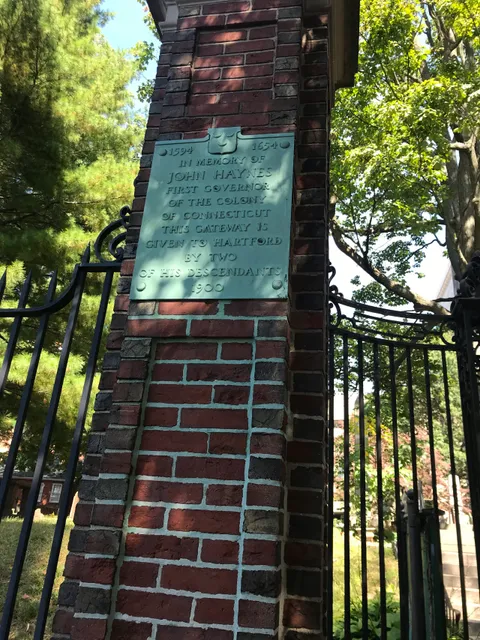 1594 1654
IN MEMORY OF
JOHN HAYNES
FIRST GOVERNOR
OF THE COLONY
OF CONNECTICUT
THIS GATEWAY IS
GIVEN TO HARTFORD
BY TWO
OF HIS DESCENDANTS
1900